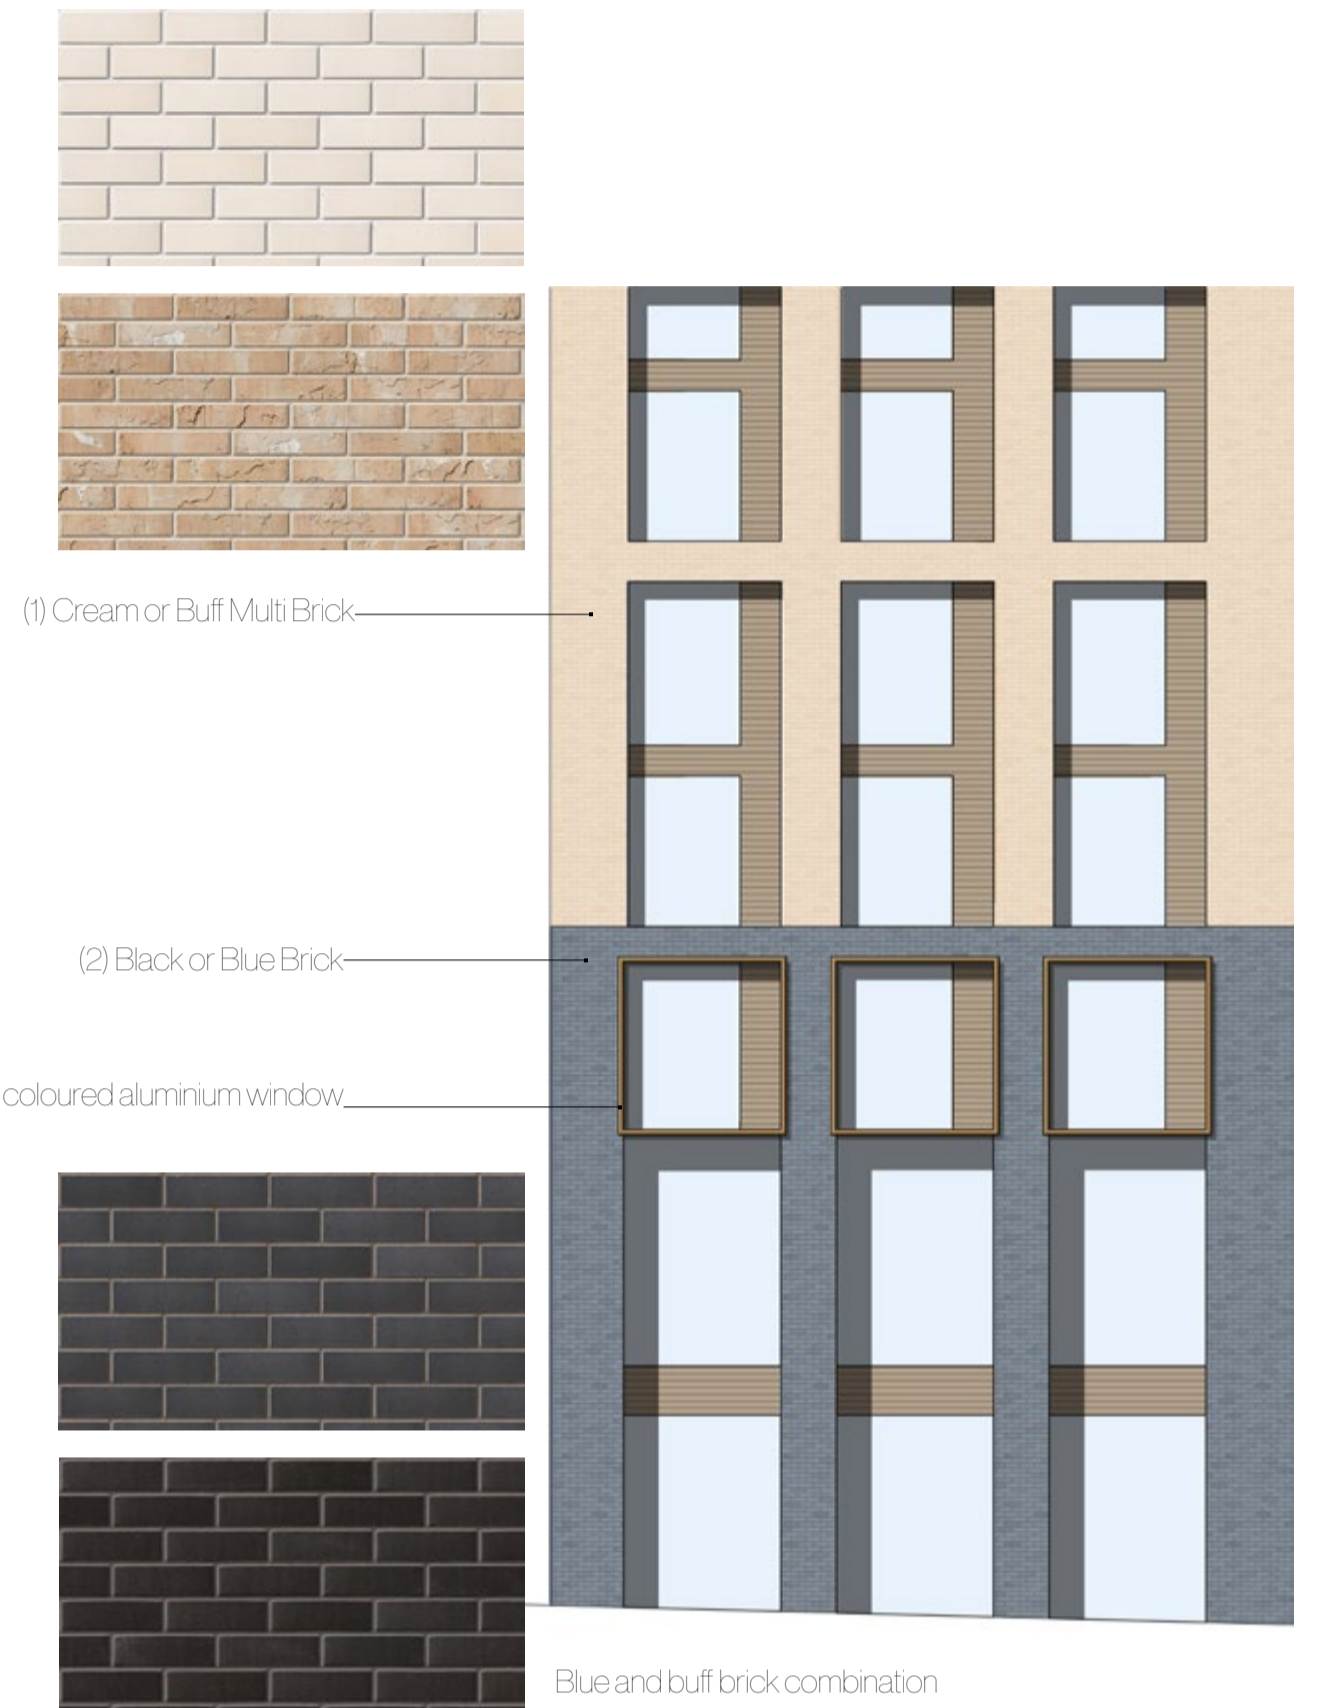 (1) Cream or Buff Multi Brick
(2) Black or Blue Brick
coloured aluminium window
Blue and buff brick combination